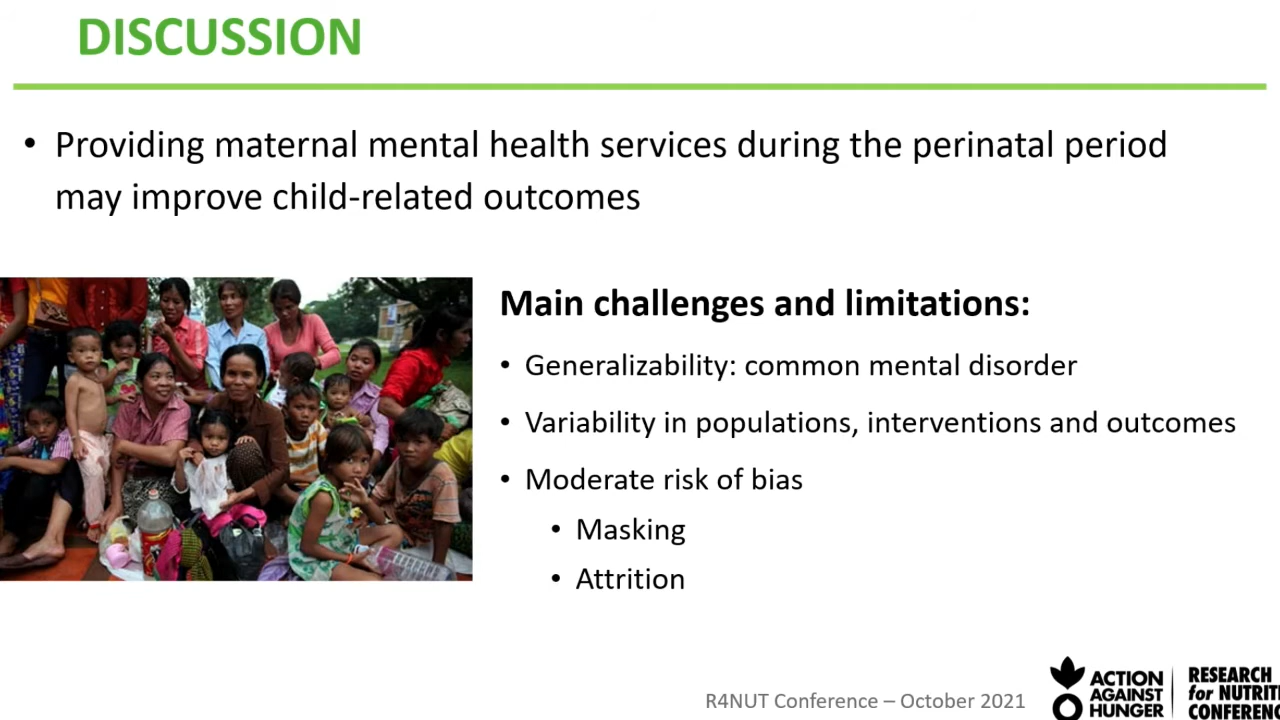 DISCUSSION
• Providing maternal mental health services during the perinatal period
may improve child-related outcomes
Main challenges and limitations:
• Generalizability: common mental disorder
• Variability in populations, interventions and outcomes
• Moderate risk of bias
• Masking
• Attrition
R4NUT Conference – October 2021
ACTION
AGAINST
HUNGER
RESEARCH
for NUTRITI
CONFERENC